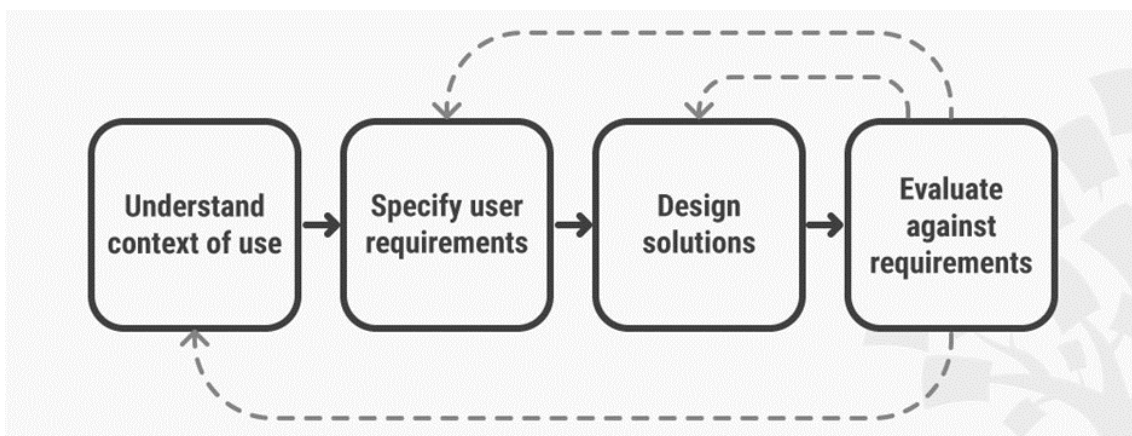 Understand
context of use
Specify user
requirements
Design
solutions
Evaluate
against
requirements